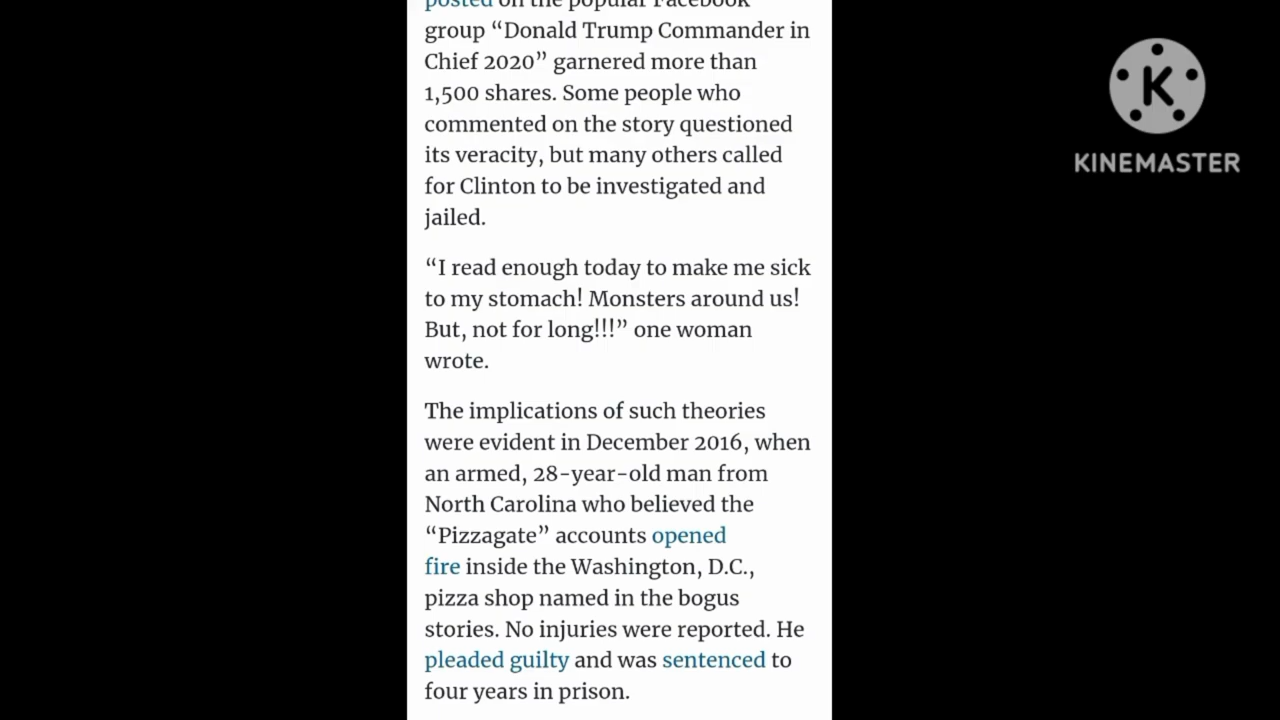 posted on the popular Facebook
group “Donald Trump Commander in
Chief 2020” garnered more than
1,500 shares. Some people who
commented on the story questioned
its veracity, but many others called
for Clinton to be investigated and
jailed.
“I read enough today to make me sick
to my stomach! Monsters around us!
But, not for long!!!” one woman
wrote.
The implications of such theories
were evident in December 2016, when
an armed, 28-year-old man from
North Carolina who believed the
“Pizzagate” accounts opened
fire inside the Washington, D.C.,
pizza shop named in the bogus
stories. No injuries were reported. He
pleaded guilty and was sentenced to
four years in prison.
K
KINEMASTER